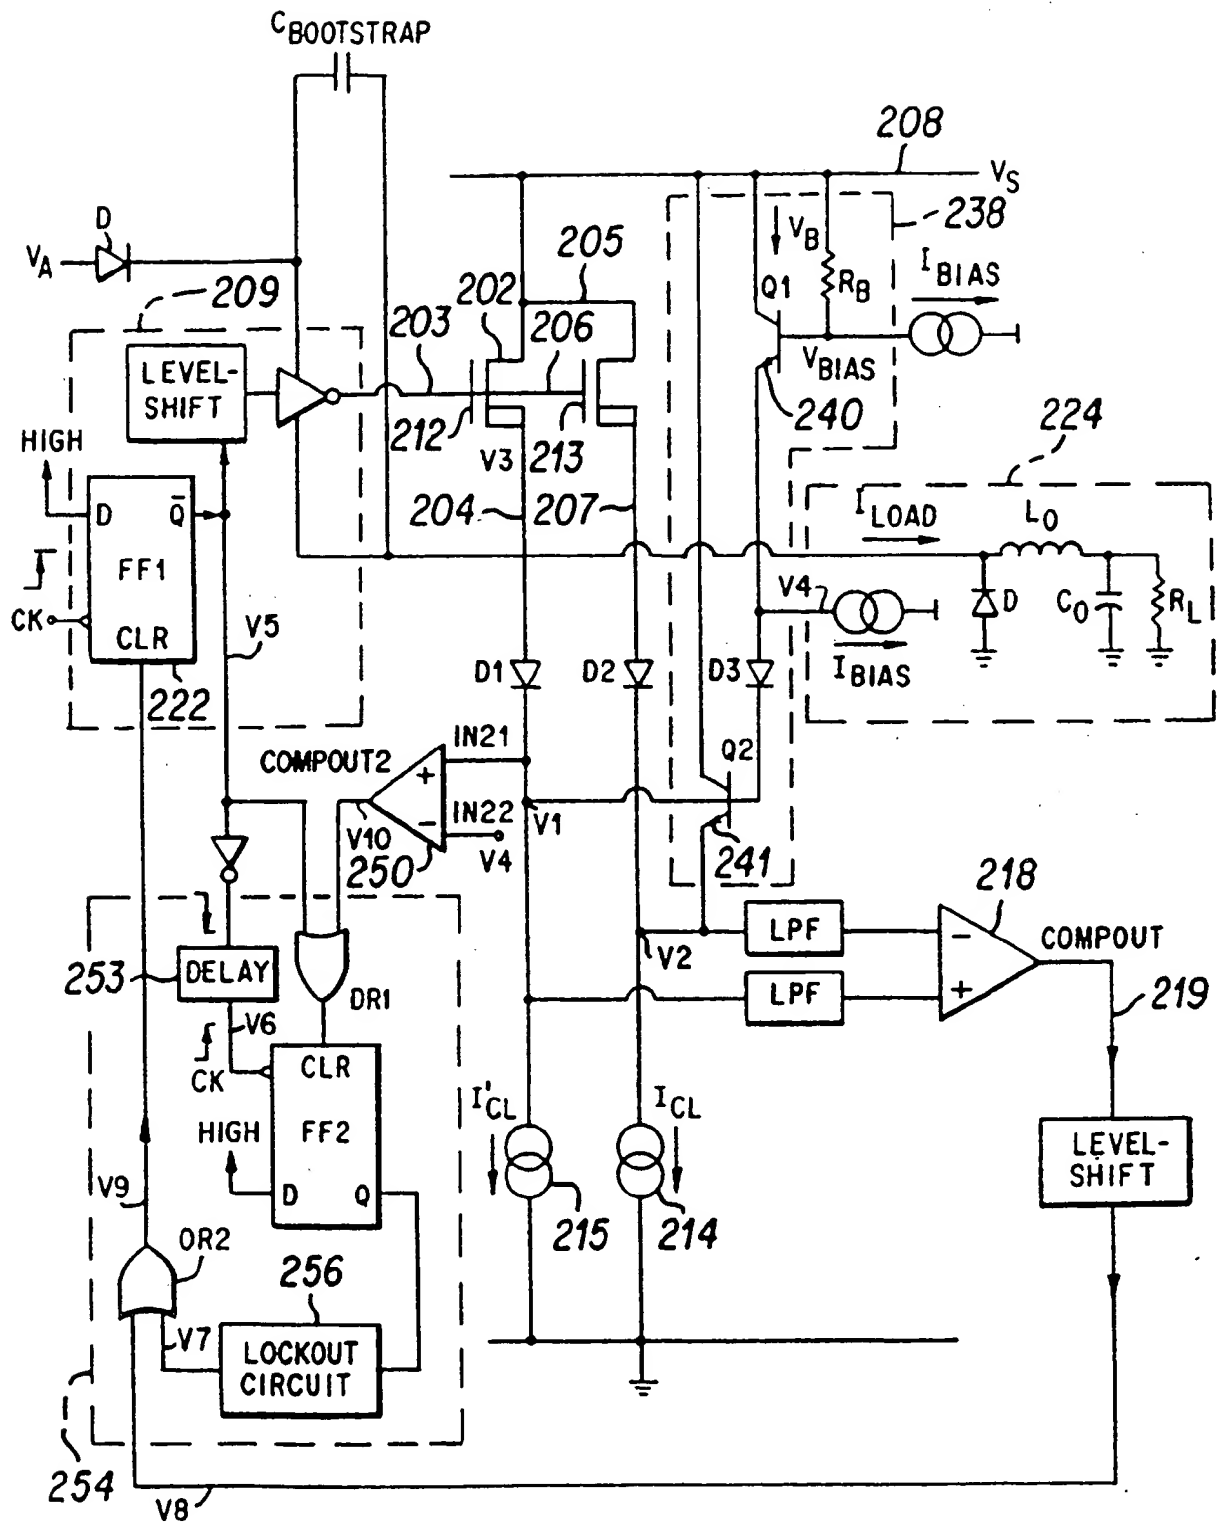 CBOOTSTRAP
208
VS
D
VA
238
VB
205
IBIAS
209
202
Q1
RB
203
206
LEVEL-
SHIFT
VBIAS
240
212
213
224
HIGH
V3
D
Q̅
204
207
ILOAD
LO
FF1
CK
CLR
V5
V4
D
CO
RL
222
D1
D2
D3
IBIAS
IN21
Q2
COMPOUT2
+
IN22
V10
−
V1
V4
250
241
218
LPF
−
COMPOUT
V2
253
DELAY
LPF
+
219
DR1
V6
CK
CLR
I'CL
ICL
HIGH
FF2
LEVEL-
SHIFT
V9
D
Q
215
214
OR2
256
V7
LOCKOUT
CIRCUIT
254
V8